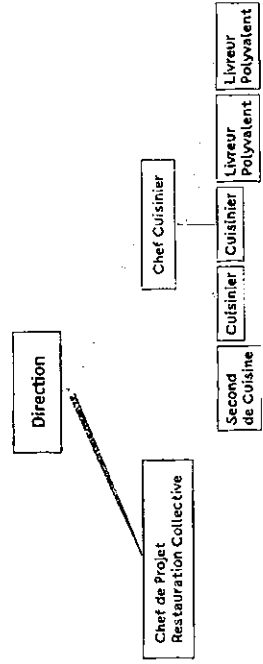 Direction
Chef de Projet
Restauration Collective
Chef Cuisinier
Second
de Cuisine
Cuisinier
Cuisinier
Livreur
Polyvalent
Livreur
Polyvalent